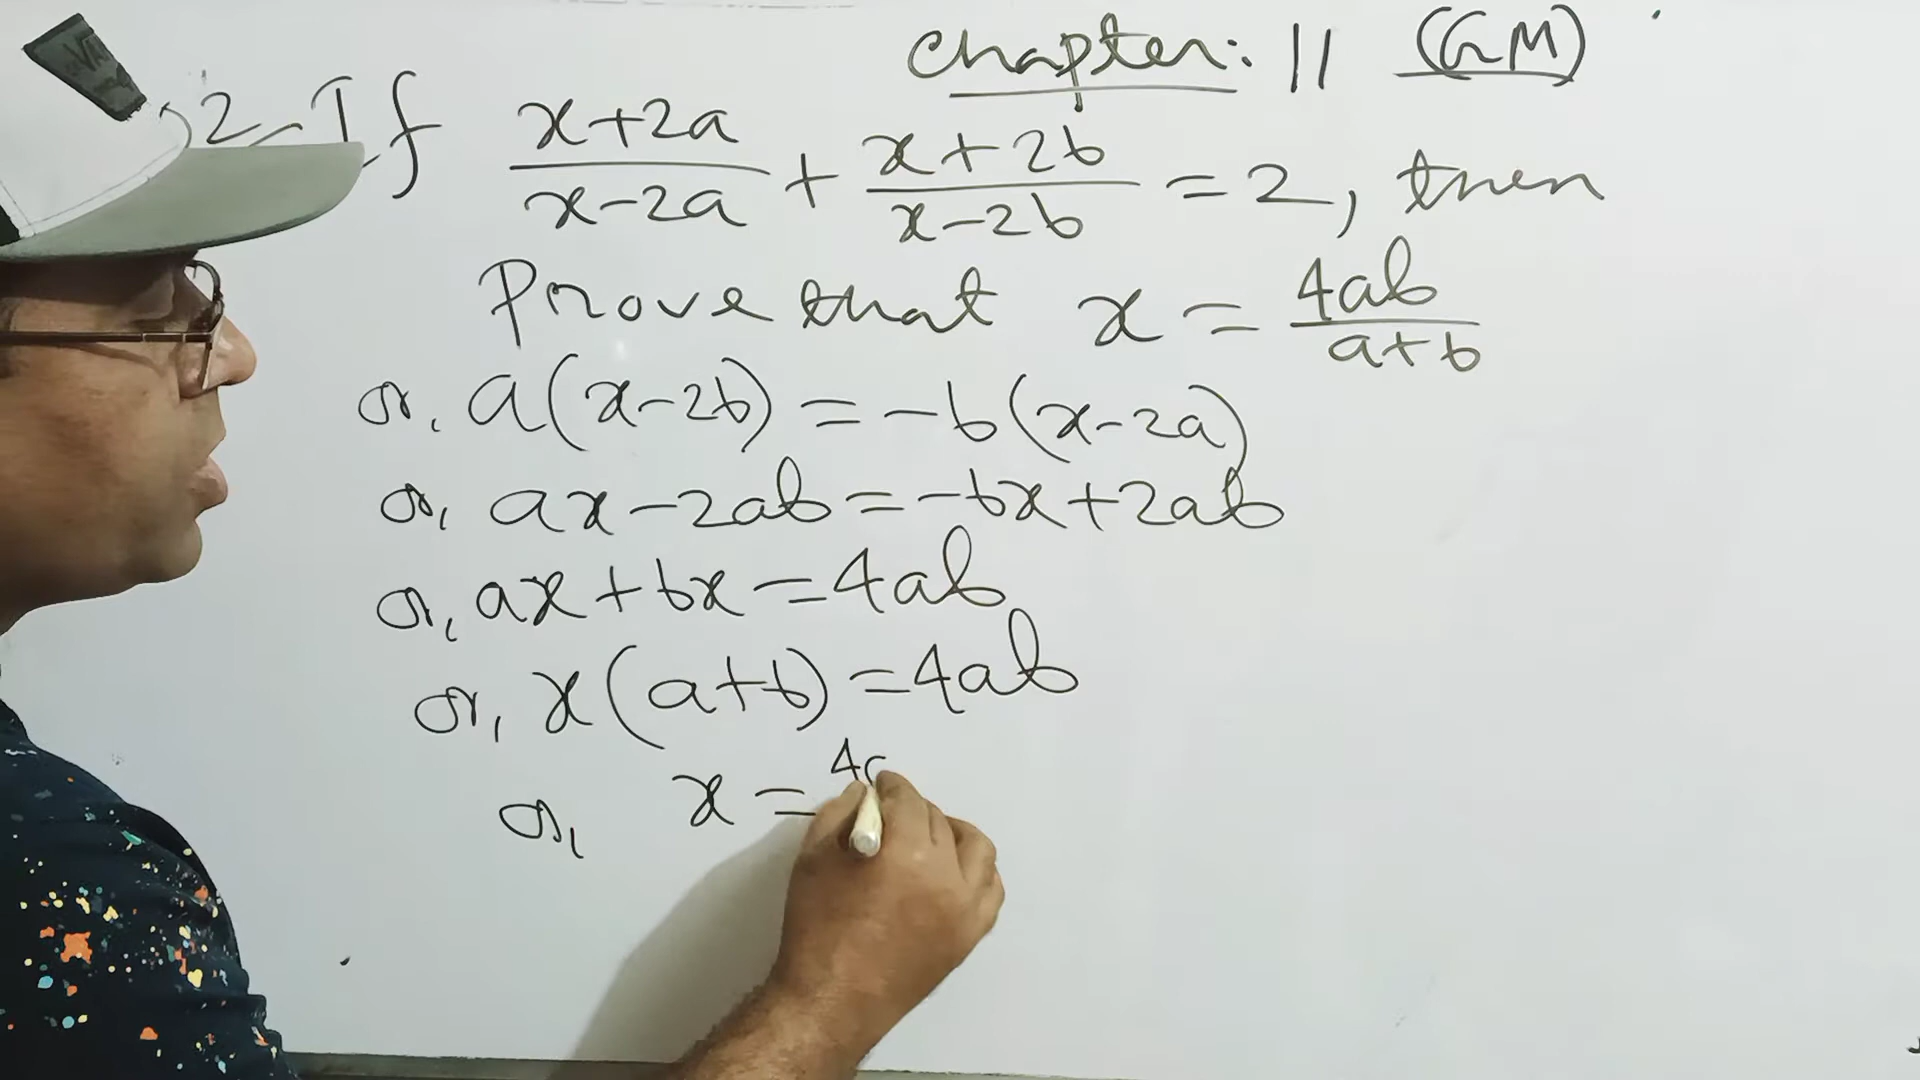 Chapter: 11 (GM)
2. If x+2a/x-2a + x+2b/x-2b = 2, then
Prove that x = 4ab/a+b
or, a(x-2b) = -b(x-2a)
or, ax-2ab = -bx+2ab
or, ax+bx = 4ab
or, x(a+b) = 4ab
or, x = 4a